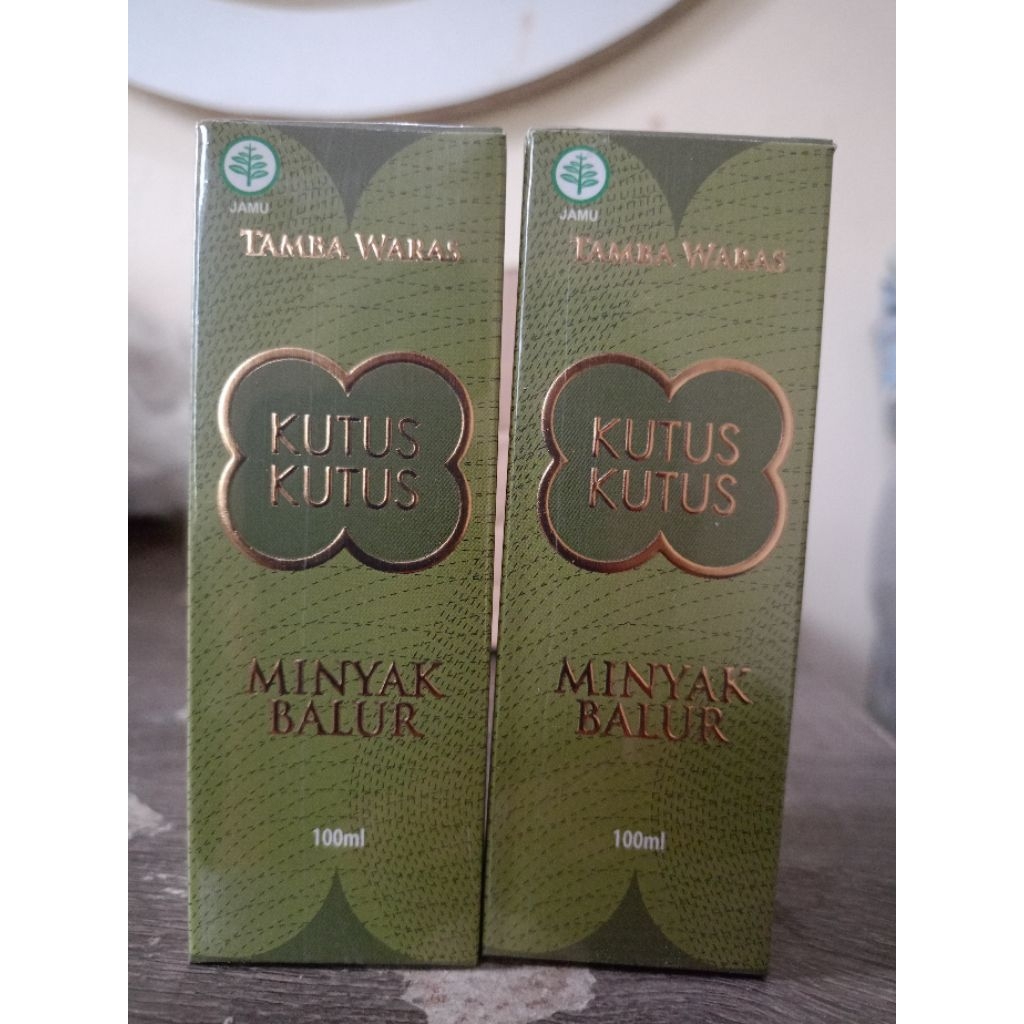 JAMU
TAMBA WARAS
KUTUS
KUTUS
MINYAK
BALUR
100ml
JAMU
TAMBA WARAS
KUTUS
KUTUS
MINYAK
BALUR
100ml